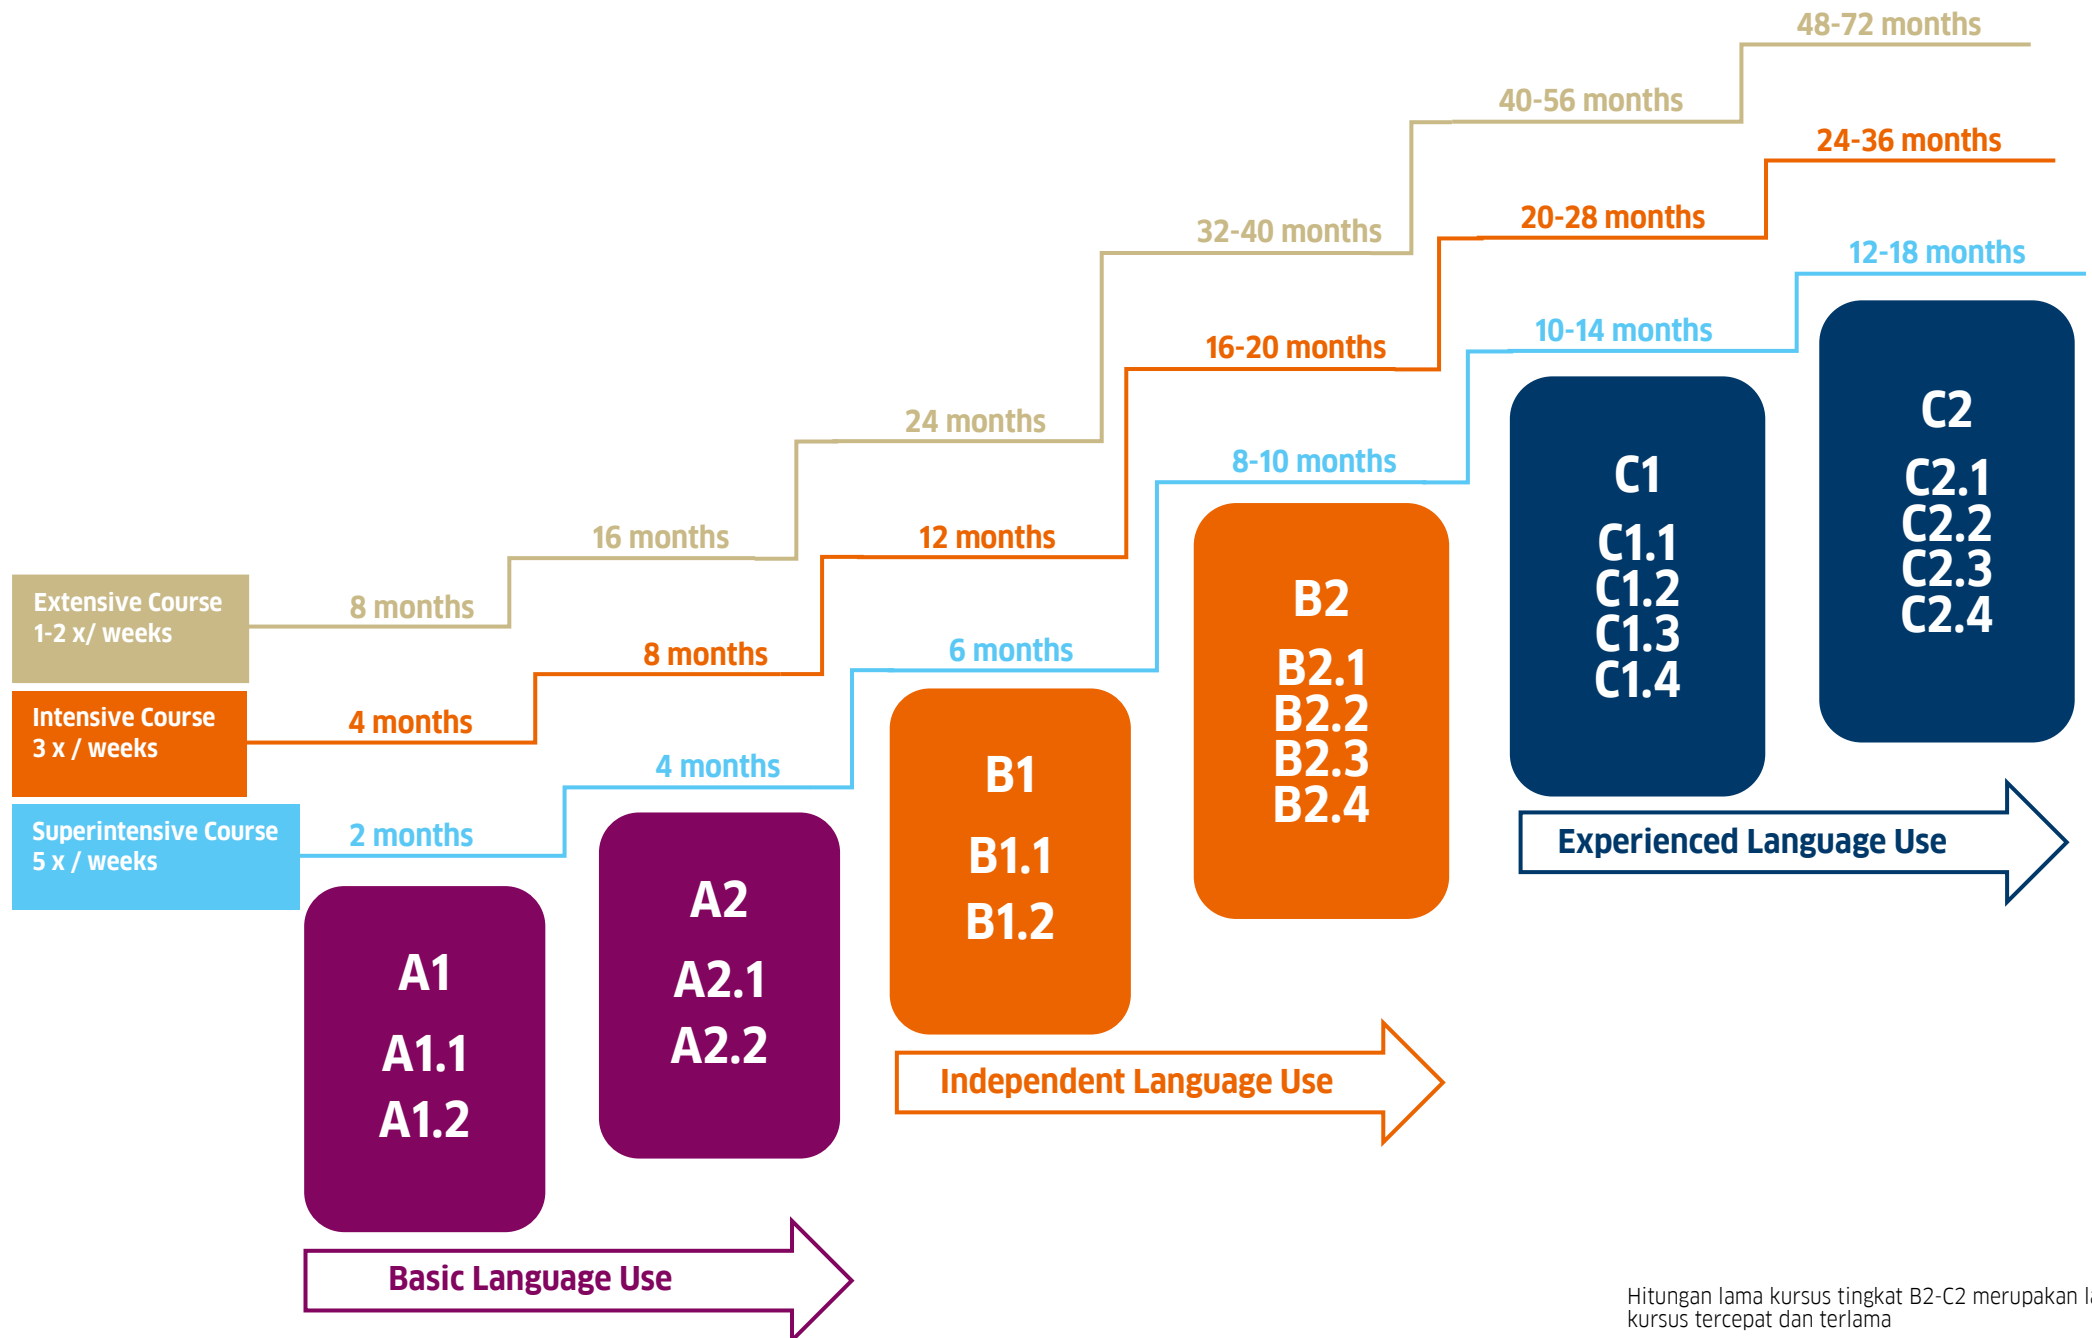 48-72 months
40-56 months
24-36 months
20-28 months
32-40 months
12-18 months
10-14 months
16-20 months
24 months
8-10 months
16 months
12 months
Extensive Course
1-2 x/ weeks
8 months
8 months
6 months
Intensive Course
3 x / weeks
4 months
4 months
Superintensive Course
5 x / weeks
2 months
A1
A1.1
A1.2
A2
A2.1
A2.2
B1
B1.1
B1.2
B2
B2.1
B2.2
B2.3
B2.4
C1
C1.1
C1.2
C1.3
C1.4
C2
C2.1
C2.2
C2.3
C2.4
Experienced Language Use
Independent Language Use
Basic Language Use
Hitungan lama kursus tingkat B2-C2 merupakan
kursus tercepat dan terlama